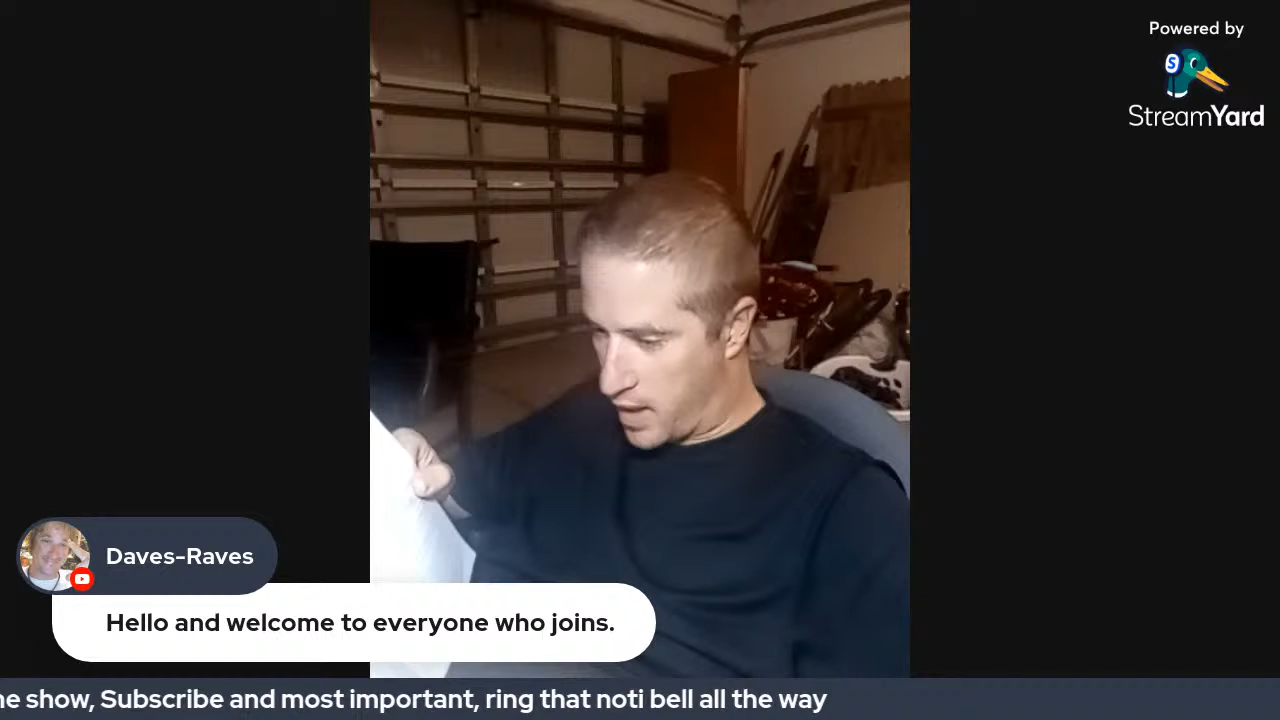 Powered by
StreamYard
Daves-Raves
Hello and welcome to everyone who joins.
show, Subscribe and most important, ring that noti bell all the way